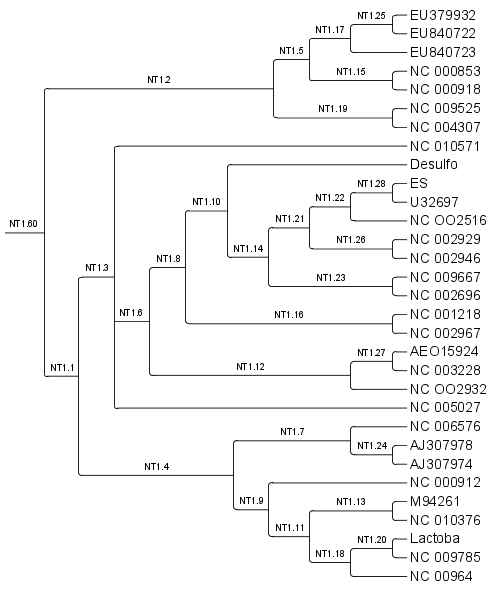 NT1.25 EU379932
NT1.17 EU840722
NT1.5 EU840723
NT1.15 NC 000853
NT1.2 NC 000918
NT1.19 NC 009525
NC 004307
NC 010571
Desulfo
NT1.28 ES
NT1.10 NT1.22 U32697
NT1.21 NC OO2516
NT1.60 NT1.26 NC 002929
NT1.14 NC 002946
NT1.8 NC 009667
NT1.3 NT1.23 NC 002696
NT1.6 NT1.16 NC 001218
NC 002967
NT1.27 AEO15924
NT1.1 NT1.12 NC 003228
NC OO2932
NC 005027
NT1.7 NC 006576
NT1.24 AJ307978
NT1.4 AJ307974
NC 000912
NT1.9 NT1.13 M94261
NC 010376
NT1.11 NT1.20 Lactoba
NT1.18 NC 009785
NC 00964